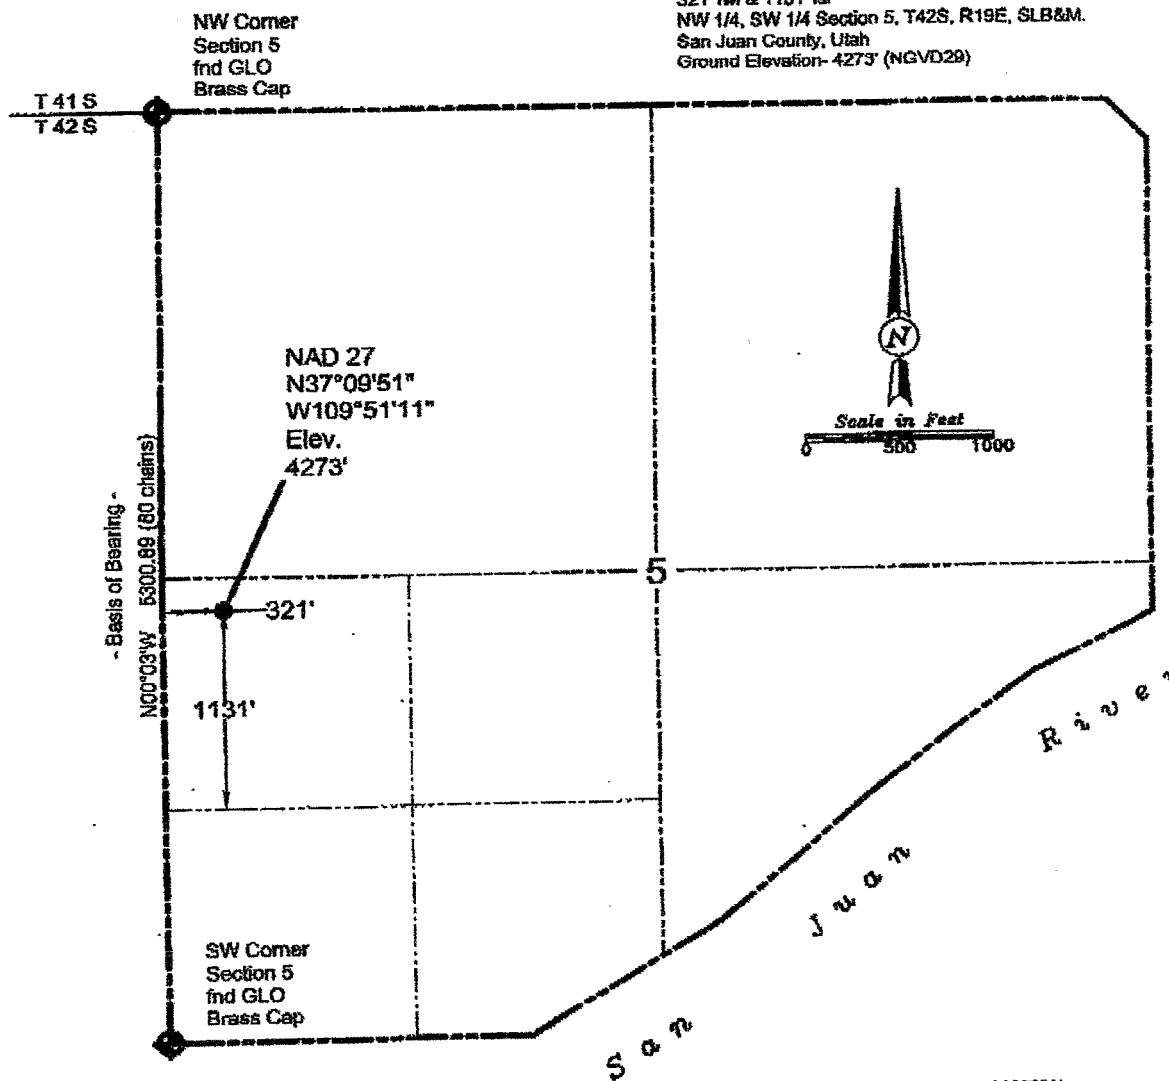 NW 1/4, SW 1/4 Section 5, T42S, R19E, SLB&M.
San Juan County, Utah
Ground Elevation- 4273' (NGVD29)
NW Corner
Section 5
fnd GLO
Brass Cap
T 41 S
T 42 S
N
Scale in Feet
0 500 1000
NAD 27
N37°09'51"
W109°51'11"
Elev.
4273'
- Basis of Bearing -
N00°03'W 5300.89 (80 chains)
5
321'
1131'
SW Corner
Section 5
fnd GLO
Brass Cap
San Juan River